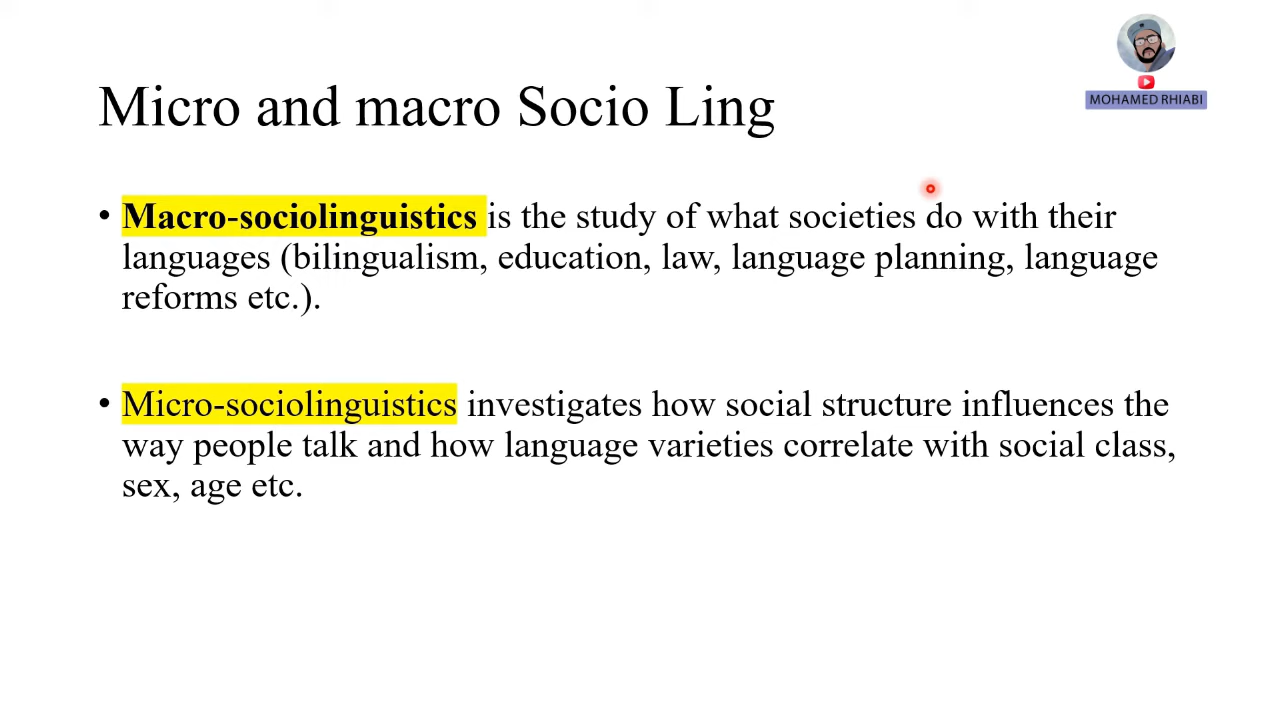 MOHAMED RHIABI
Micro and macro Socio Ling
• Macro-sociolinguistics is the study of what societies do with their
languages (bilingualism, education, law, language planning, language
reforms etc.).
• Micro-sociolinguistics investigates how social structure influences the
way people talk and how language varieties correlate with social class,
sex, age etc.